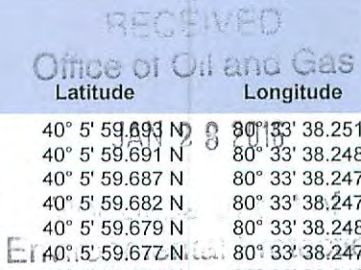 RECEIVED
Office of Oil and Gas
Latitude Longitude
40° 5' 59.693 N 80° 33' 38.251
JAN 28
40° 5' 59.691 N 80° 33' 38.248
40° 5' 59.687 N 80° 33' 38.247
40° 5' 59.682 N 80° 33' 38.247
40° 5' 59.679 N 80° 33' 38.248
40° 5' 59.677 N 80° 33' 38.247